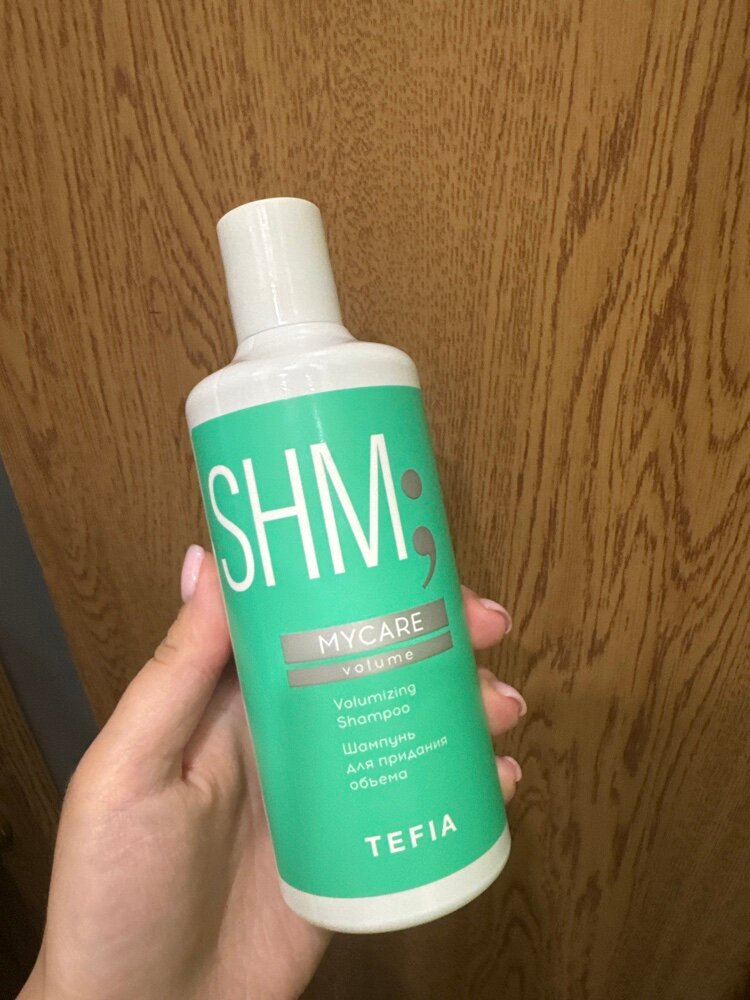 SHM;
MYCARE
volume
Volumizing
Shampoo
Шампунь
для придания
объема
TEFIA